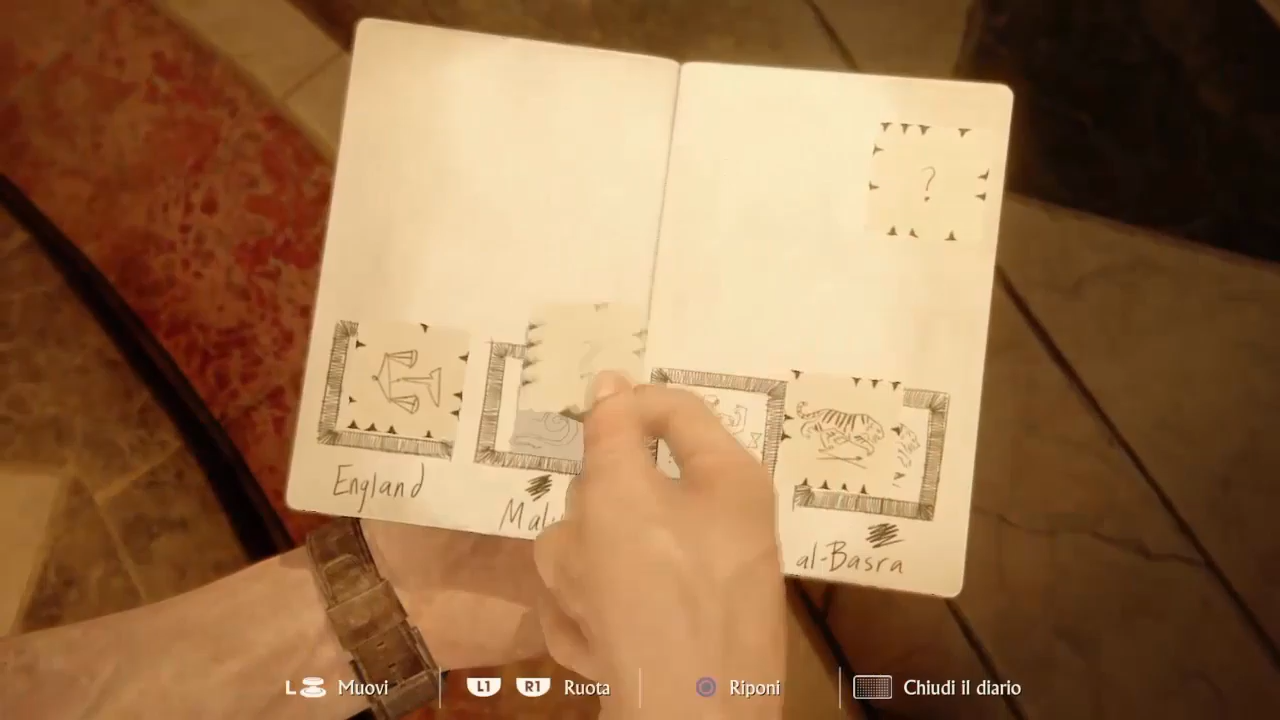 ?
?
England
al-Basra
L Muovi
L1 R1 Ruota
Riponi
Chiudi il diario